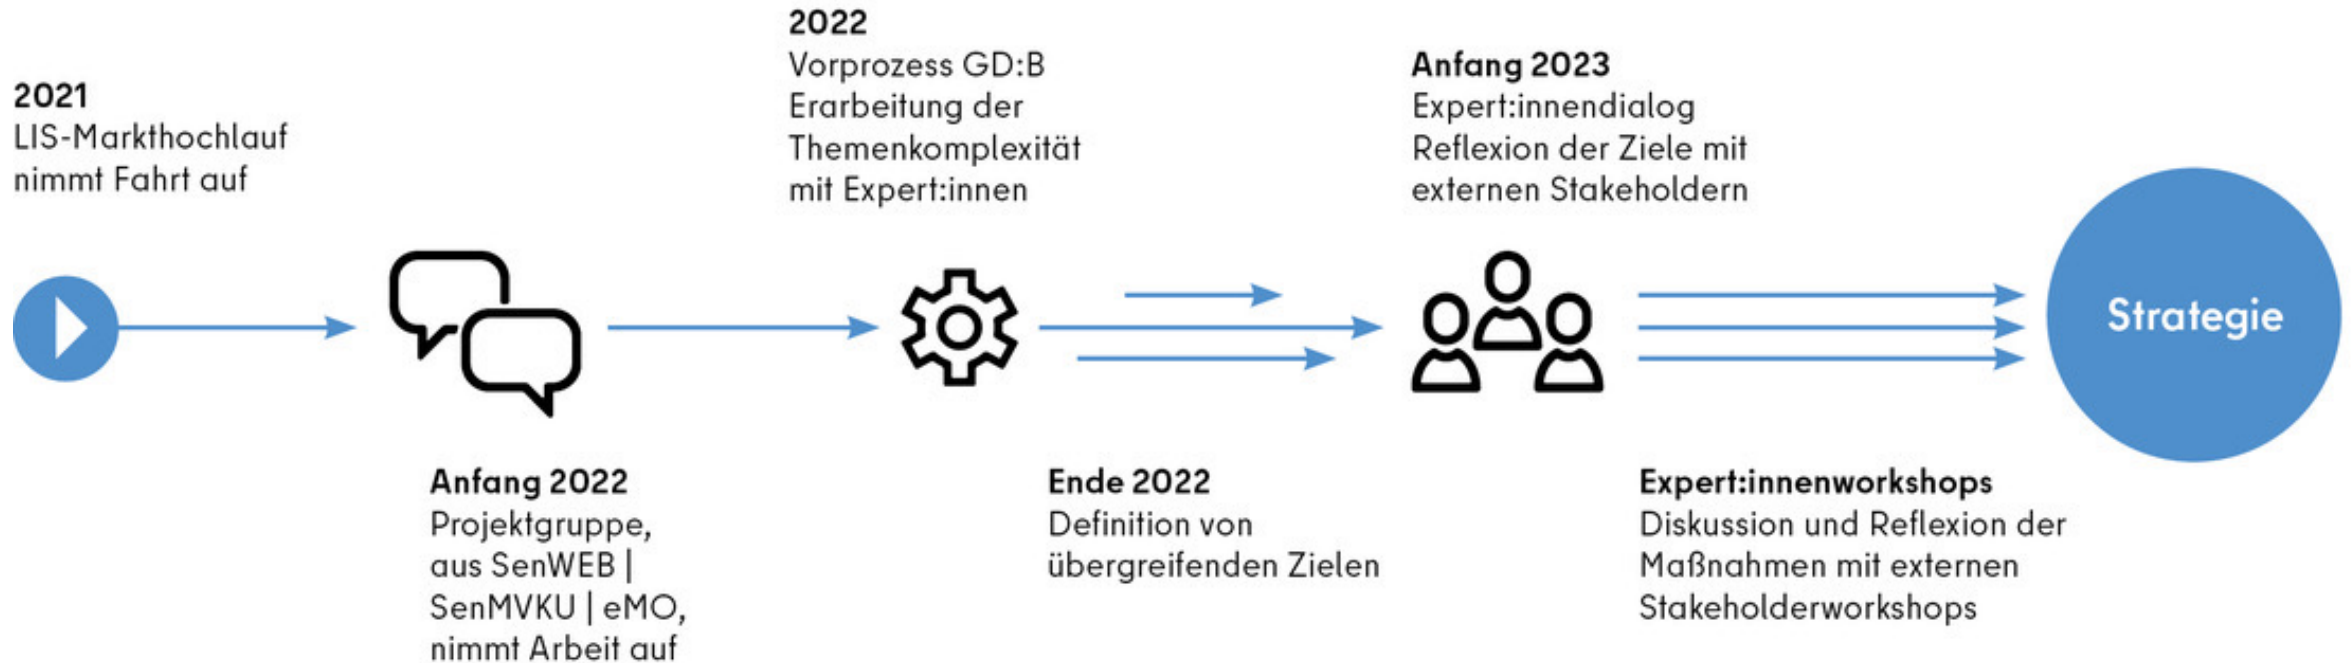 2021
LIS-Markthochlauf
nimmt Fahrt auf
Anfang 2022
Projektgruppe,
aus SenWEB |
SenMVKU | eMO,
nimmt Arbeit auf
2022
Vorprozess GD:B
Erarbeitung der
Themenkomplexität
mit Expert:innen
Ende 2022
Definition von
übergreifenden Zielen
Anfang 2023
Expert:innendialog
Reflexion der Ziele mit
externen Stakeholdern
Expert:innenworkshops
Diskussion und Reflexion der
Maßnahmen mit externen
Stakeholderworkshops
Strategie